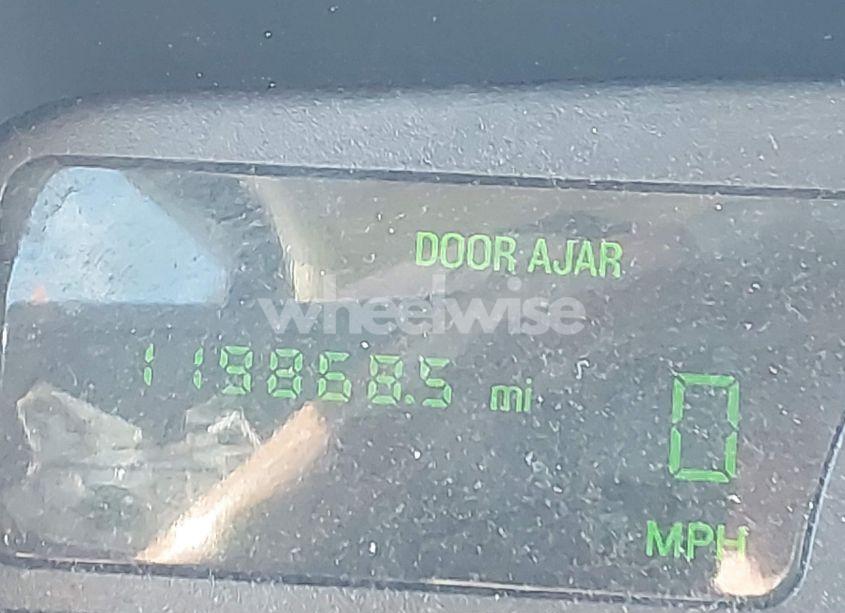 DOOR AJAR
wheelwise
119868.5 mi
0
MPH